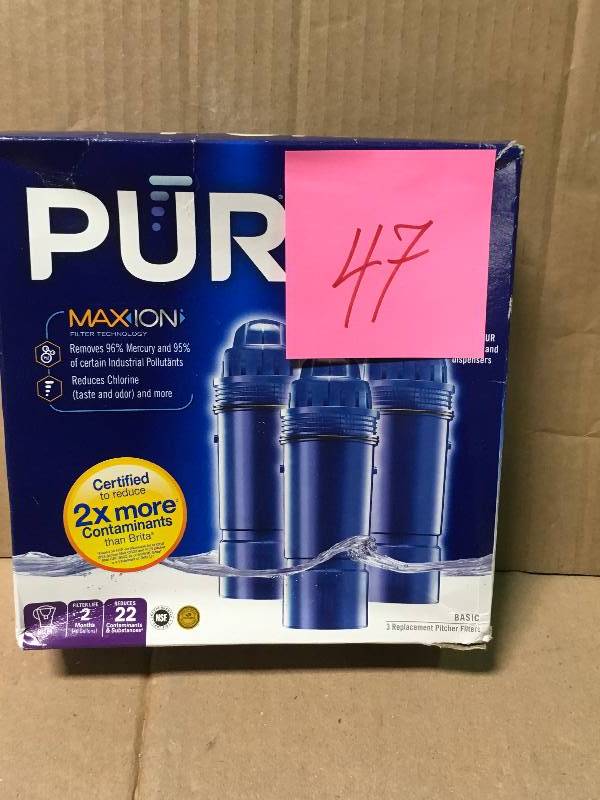 PUR
47
MAXION
FILTER TECHNOLOGY
Removes 96% Mercury and 95%
of certain Industrial Pollutants
Reduces Chlorine
(taste and odor) and more
UR
and
dispensers
Certified
to reduce
2x more
Contaminants
than Brita*
FILTER LIFE
2
Months
(40 Gallons)
REDUCES
22
Contaminants
& Substances*
NSF
BASIC
3 Replacement Pitcher Filters